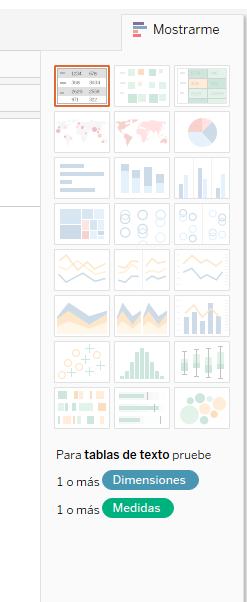 Mostrarme
Para tablas de texto pruebe
1 o más Dimensiones
1 o más Medidas